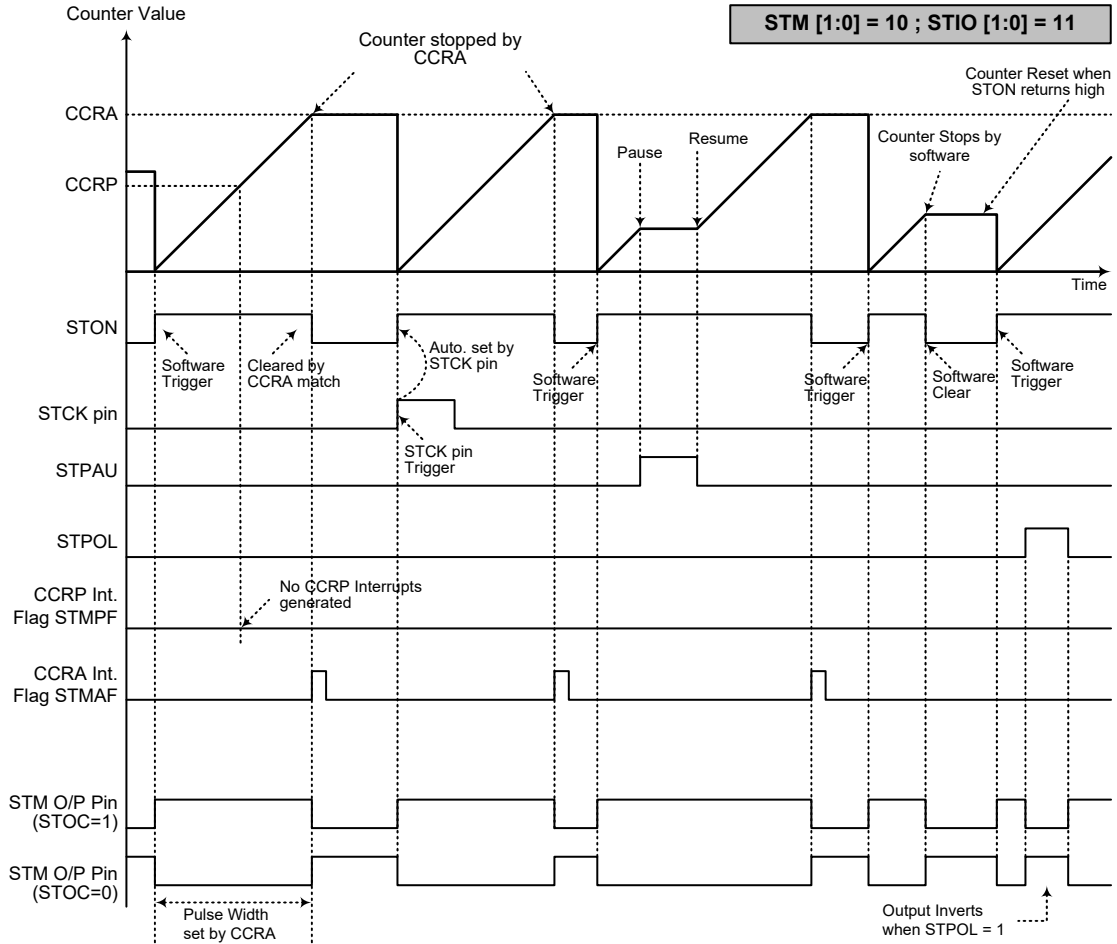 Counter Value
STM [1:0] = 10 ; STIO [1:0] = 11
Counter stopped by
CCRA
Counter Reset when
STON returns high
CCRA
Pause
Resume
Counter Stops by
software
CCRP
Time
STON
Software
Trigger
Cleared by
CCRA match
Auto. set by
STCK pin
Software
Trigger
Software
Trigger
Software
Clear
Software
Trigger
STCK pin
STCK pin
Trigger
STPAU
STPOL
CCRP Int.
Flag STMPF
No CCRP Interrupts
generated
CCRA Int.
Flag STMAF
STM O/P Pin
(STOC=1)
STM O/P Pin
(STOC=0)
Pulse Width
set by CCRA
Output Inverts
when STPOL = 1